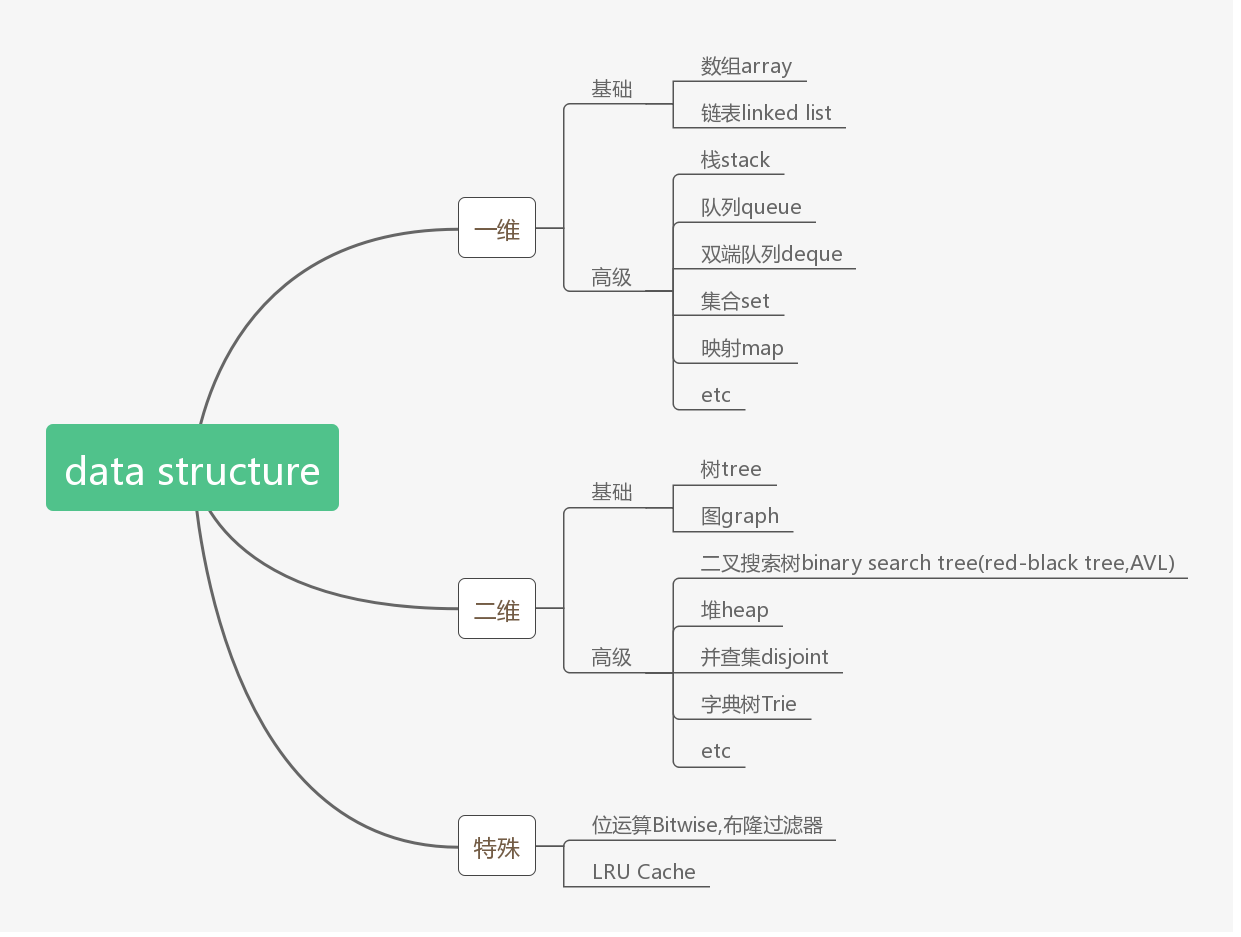 data structure
一维
基础
数组array
链表linked list
高级
栈stack
队列queue
双端队列deque
集合set
映射map
etc
二维
基础
树tree
图graph
高级
二叉搜索树binary search tree(red-black tree,AVL)
堆heap
并查集disjoint
字典树Trie
etc
特殊
位运算Bitwise,布隆过滤器
LRU Cache